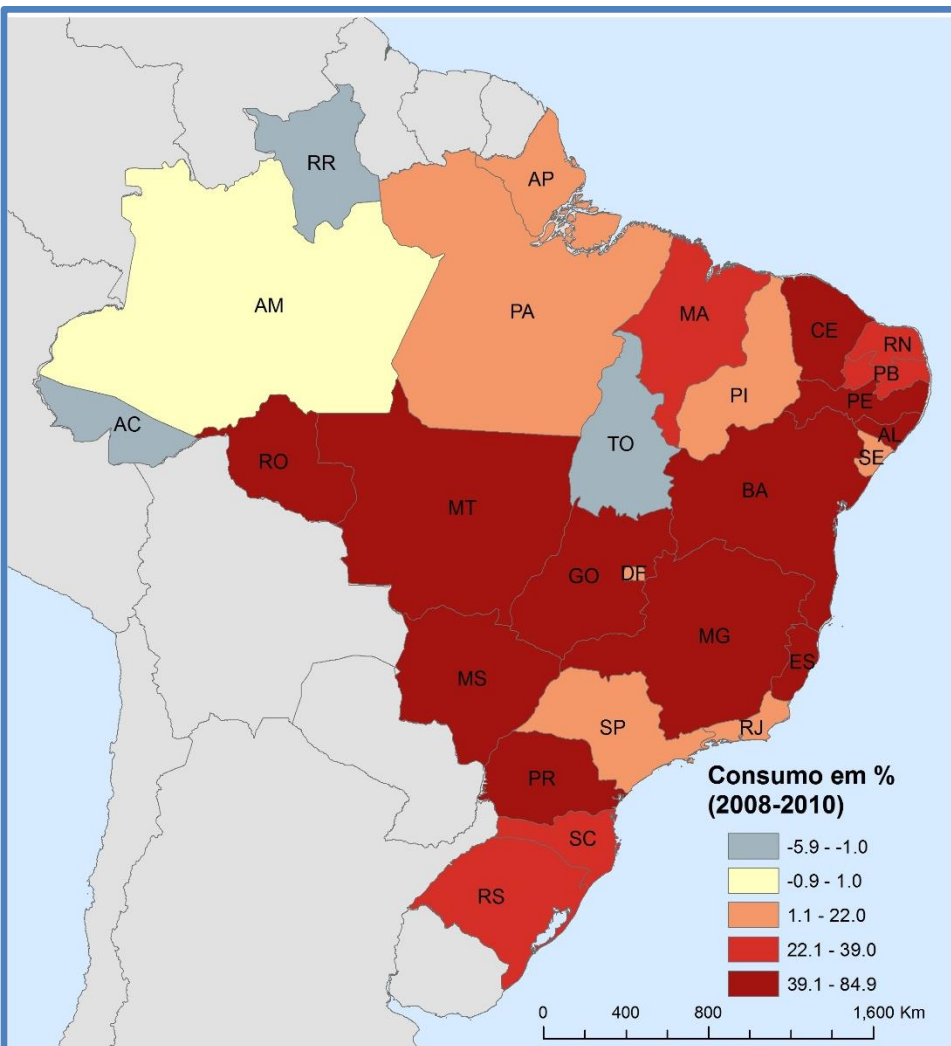 RR
AP
AM
PA
MA
CE
RN
PB
PI
PE
AC
AL
TO
SE
RO
BA
MT
GO
DF
MG
ES
MS
SP
RJ
PR
SC
RS
Consumo em %
(2008-2010)
-5.9 - -1.0
-0.9 - 1.0
1.1 - 22.0
22.1 - 39.0
39.1 - 84.9
0 400 800 1,600 Km